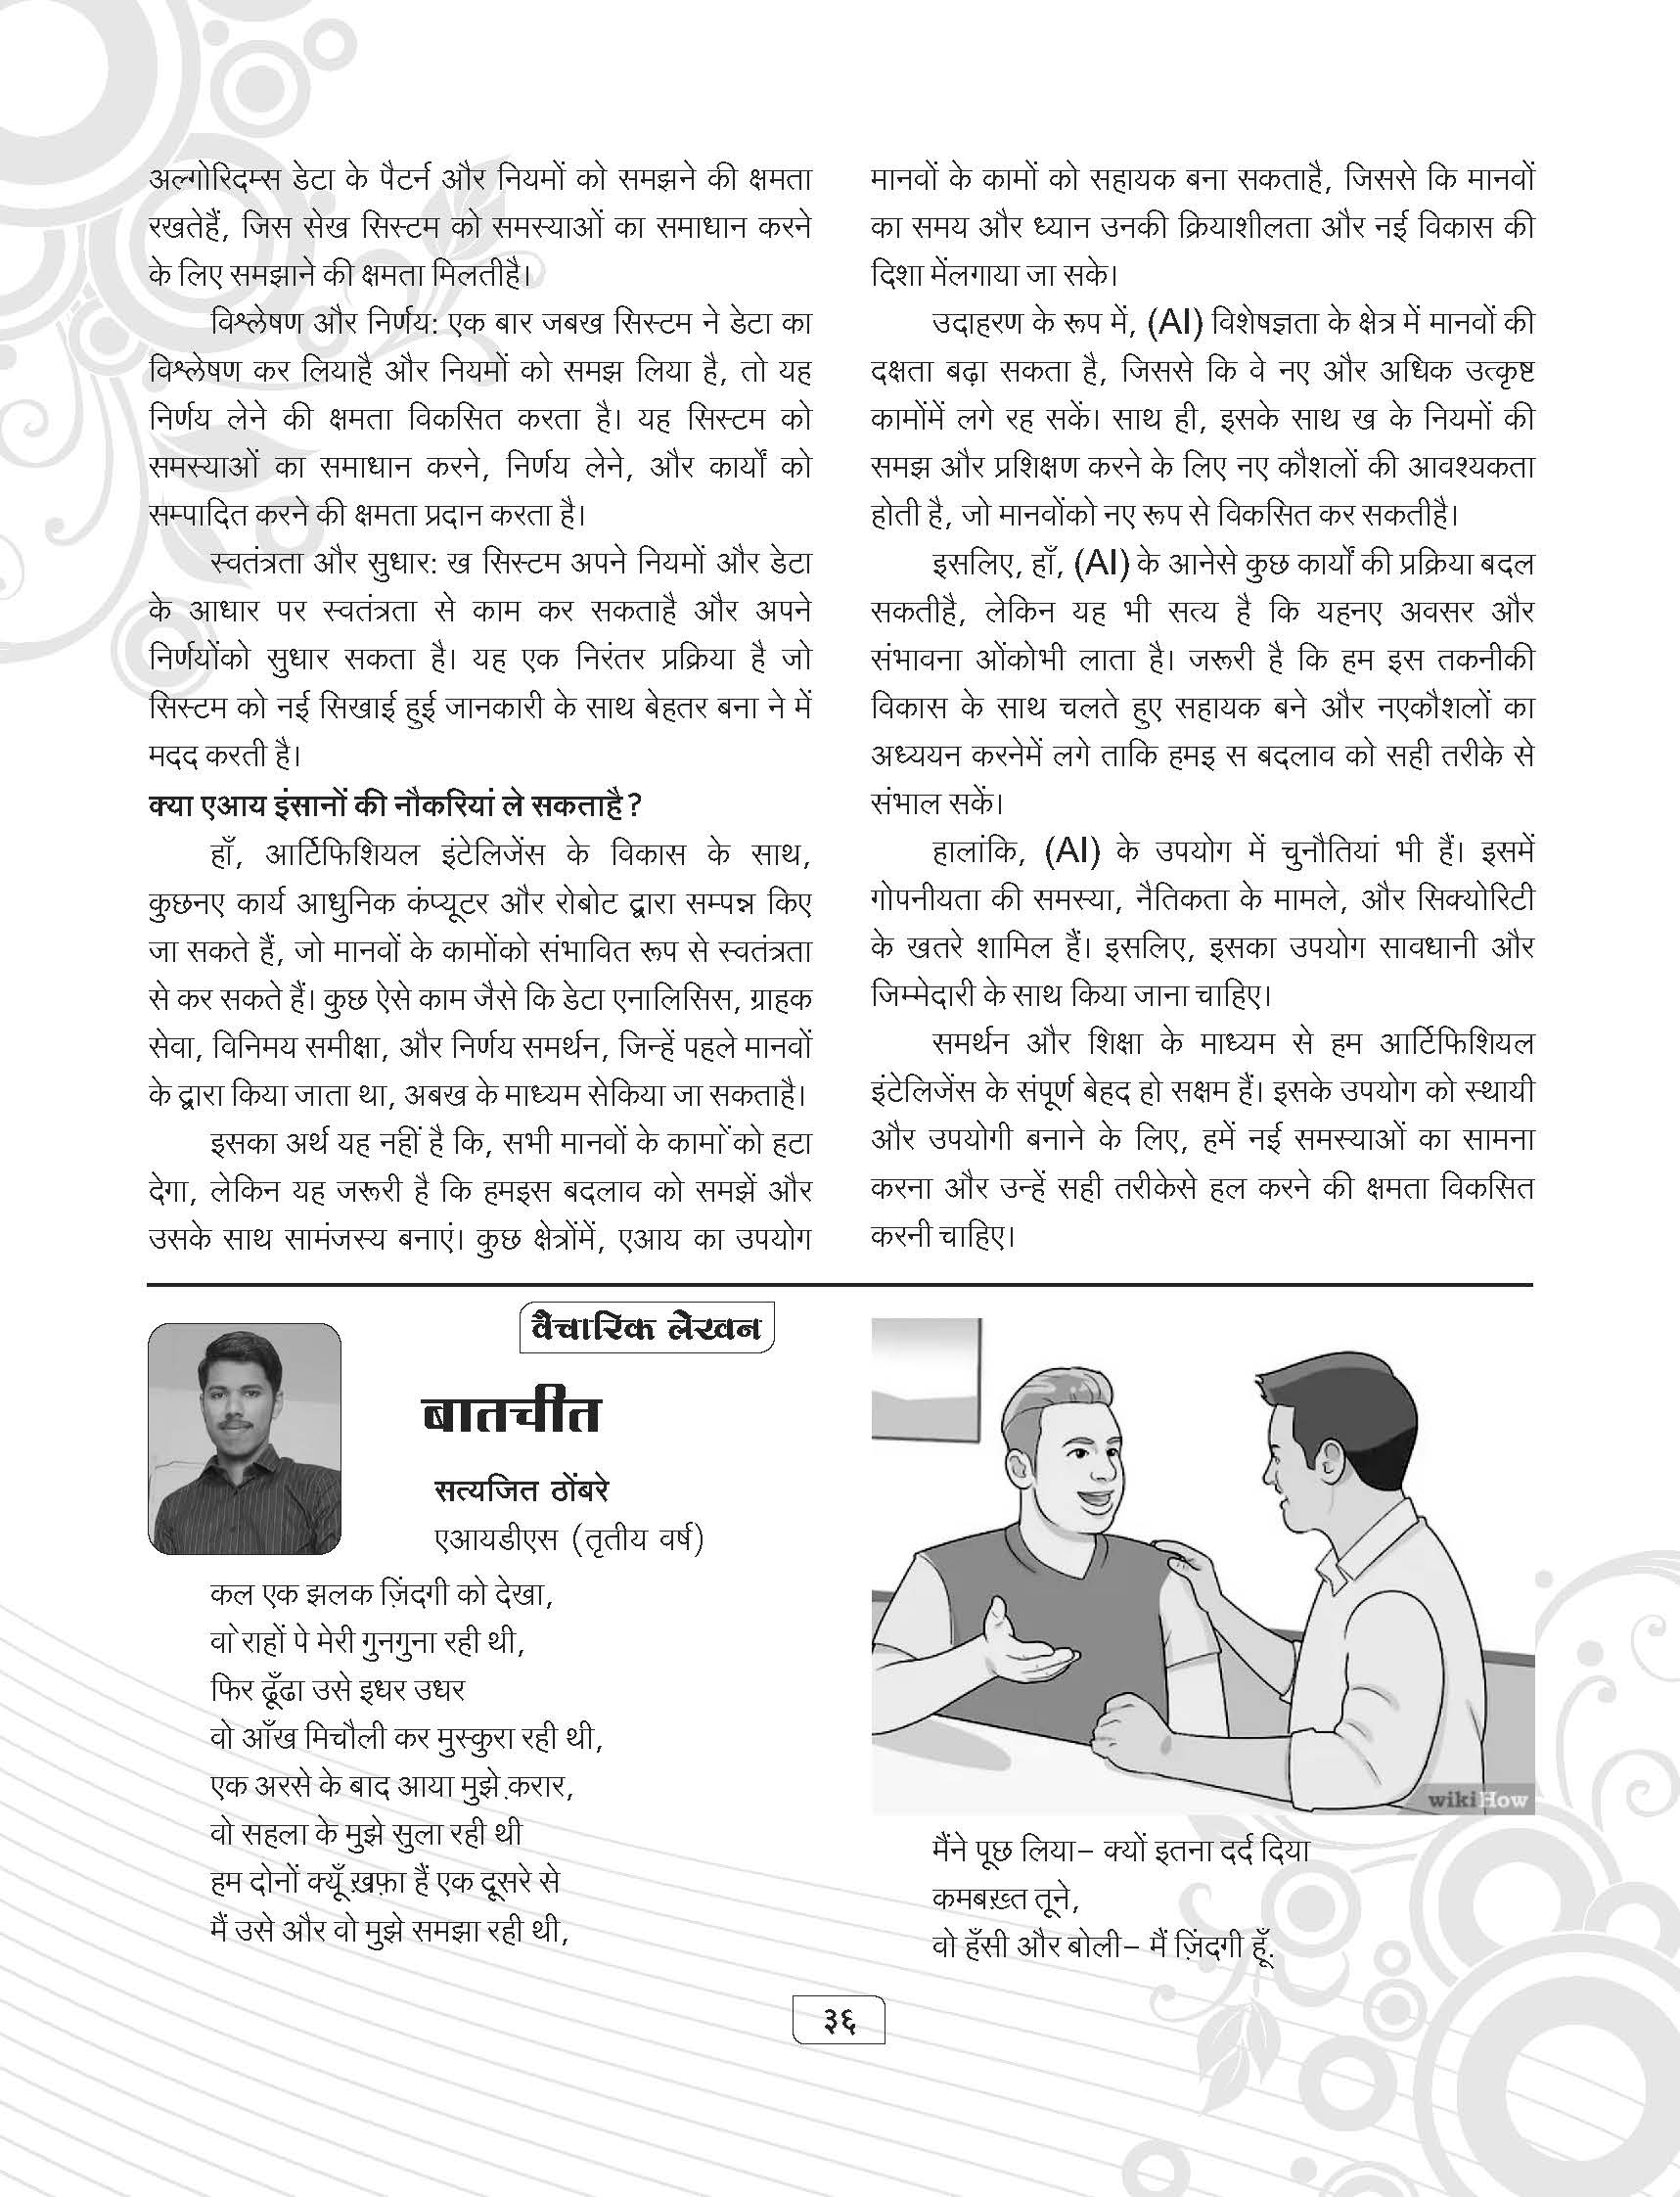 अल्गोरिदम्स डेटा के पैटर्न और नियमों को समझने की क्षमता
रखतेहैं, जिस सेख सिस्टम को समस्याओं का समाधान करने
के लिए समझाने की क्षमता मिलतीहै।
विश्लेषण और निर्णय: एक बार जबख सिस्टम ने डेटा का
विश्लेषण कर लियाहै और नियमों को समझ लिया है, तो यह
निर्णय लेने की क्षमता विकसित करता है। यह सिस्टम को
समस्याओं का समाधान करने, निर्णय लेने, और कार्यों को
सम्पादित करने की क्षमता प्रदान करता है।
स्वतंत्रता और सुधार: ख सिस्टम अपने नियमों और डेटा
के आधार पर स्वतंत्रता से काम कर सकताहै और अपने
निर्णयोंको सुधार सकता है। यह एक निरंतर प्रक्रिया है जो
सिस्टम को नई सिखाई हुई जानकारी के साथ बेहतर बना ने में
मदद करती है।
क्या एआय इंसानों की नौकरियां ले सकताहै?
हाँ, आर्टिफिशियल इंटेलिजेंस के विकास के साथ,
कुछनए कार्य आधुनिक कंप्यूटर और रोबोट द्वारा सम्पन्न किए
जा सकते हैं, जो मानवों के कामोंको संभावित रूप से स्वतंत्रता
से कर सकते हैं। कुछ ऐसे काम जैसे कि डेटा एनालिसिस, ग्राहक
सेवा, विनिमय समीक्षा, और निर्णय समर्थन, जिन्हें पहले मानवों
के द्वारा किया जाता था, अबख के माध्यम सेकिया जा सकताहै।
इसका अर्थ यह नहीं है कि, सभी मानवों के कामों को हटा
देगा, लेकिन यह जरूरी है कि हमइस बदलाव को समझें और
उसके साथ सामंजस्य बनाएं। कुछ क्षेत्रोंमें, एआय का उपयोग
मानवों के कामों को सहायक बना सकताहै, जिससे कि मानवों
का समय और ध्यान उनकी क्रियाशीलता और नई विकास की
दिशा मेंलगाया जा सके।
उदाहरण के रूप में, (AI) विशेषज्ञता के क्षेत्र में मानवों की
दक्षता बढ़ा सकता है, जिससे कि वे नए और अधिक उत्कृष्ट
कामोंमें लगे रह सकें। साथ ही, इसके साथ ख के नियमों की
समझ और प्रशिक्षण करने के लिए नए कौशलों की आवश्यकता
होती है, जो मानवोंको नए रूप से विकसित कर सकतीहै।
इसलिए, हाँ, (AI) के आनेसे कुछ कार्यों की प्रक्रिया बदल
सकतीहै, लेकिन यह भी सत्य है कि यहनए अवसर और
संभावना ओंकोभी लाता है। जरूरी है कि हम इस तकनीकी
विकास के साथ चलते हुए सहायक बने और नएकौशलों का
अध्ययन करनेमें लगे ताकि हमइ स बदलाव को सही तरीके से
संभाल सकें।
हालांकि, (AI) के उपयोग में चुनौतियां भी हैं। इसमें
गोपनीयता की समस्या, नैतिकता के मामले, और सिक्योरिटी
के खतरे शामिल हैं। इसलिए, इसका उपयोग सावधानी और
जिम्मेदारी के साथ किया जाना चाहिए।
समर्थन और शिक्षा के माध्यम से हम आर्टिफिशियल
इंटेलिजेंस के संपूर्ण बेहद हो सक्षम हैं। इसके उपयोग को स्थायी
और उपयोगी बनाने के लिए, हमें नई समस्याओं का सामना
करना और उन्हें सही तरीकेसे हल करने की क्षमता विकसित
करनी चाहिए।
वैचारिक लेखन
बातचीत
सत्यजित ठोंबरे
एआयडीएस (तृतीय वर्ष)
कल एक झलक ज़िंदगी को देखा,
वो राहों पे मेरी गुनगुना रही थी,
फिर ढूँढा उसे इधर उधर
वो आँख मिचौली कर मुस्कुरा रही थी,
एक अरसे के बाद आया मुझे क़रार,
वो सहला के मुझे सुला रही थी
हम दोनों क्यूँ ख़फ़ा हैं एक दूसरे से
मैं उसे और वो मुझे समझा रही थी,
wikiHow
मैंने पूछ लिया– क्यों इतना दर्द दिया
कमबख़्त तूने,
वो हँसी और बोली– मैं ज़िंदगी हूँ.
३६